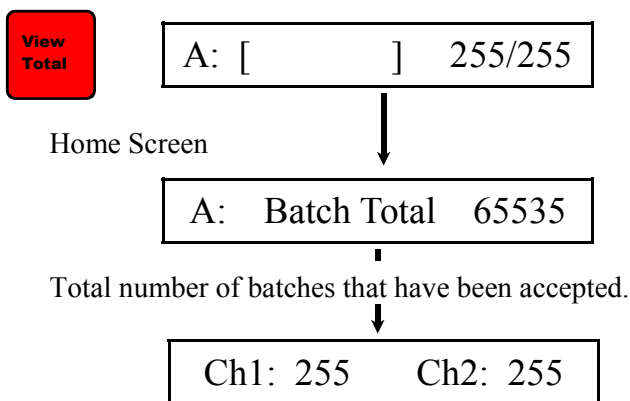 View
Total
A: [ ] 255/255
Home Screen
A: Batch Total 65535
Total number of batches that have been accepted.
Ch1: 255 Ch2: 255